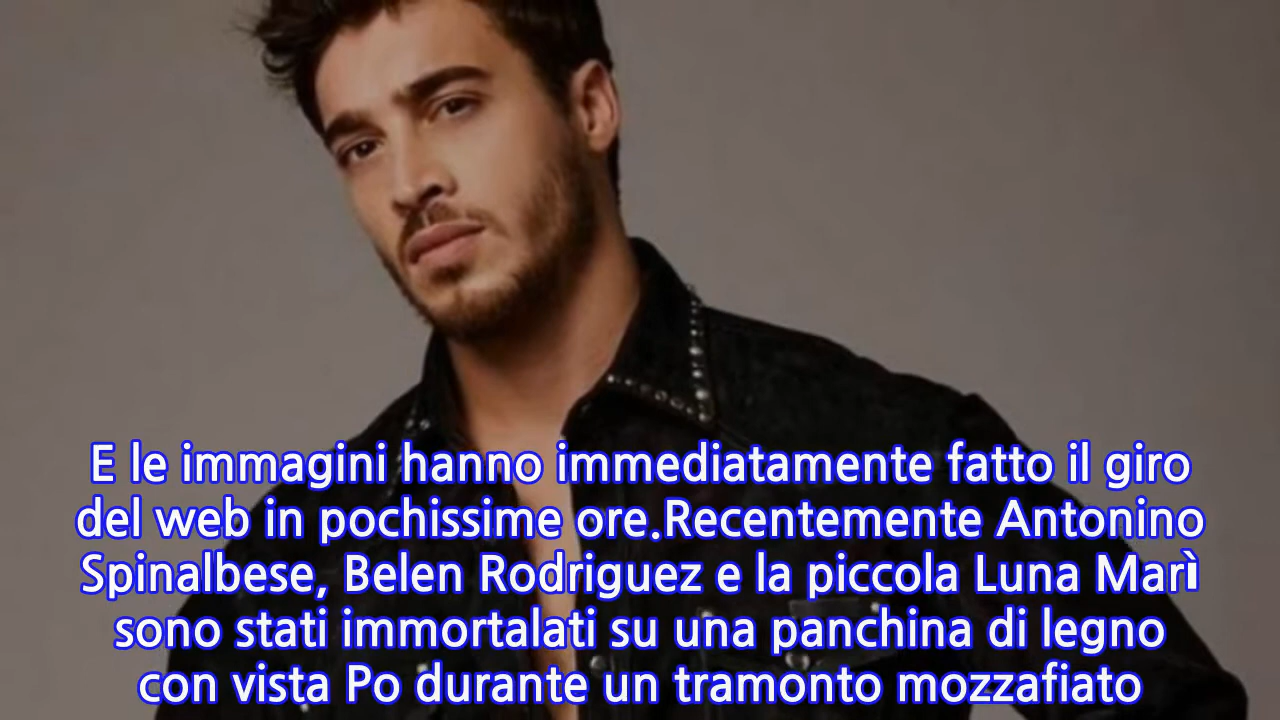 E le immagini hanno immediatamente fatto il giro
del web in pochissime ore.Recentemente Antonino
Spinalbese, Belen Rodriguez e la piccola Luna Marì
sono stati immortalati su una panchina di legno
con vista Po durante un tramonto mozzafiato